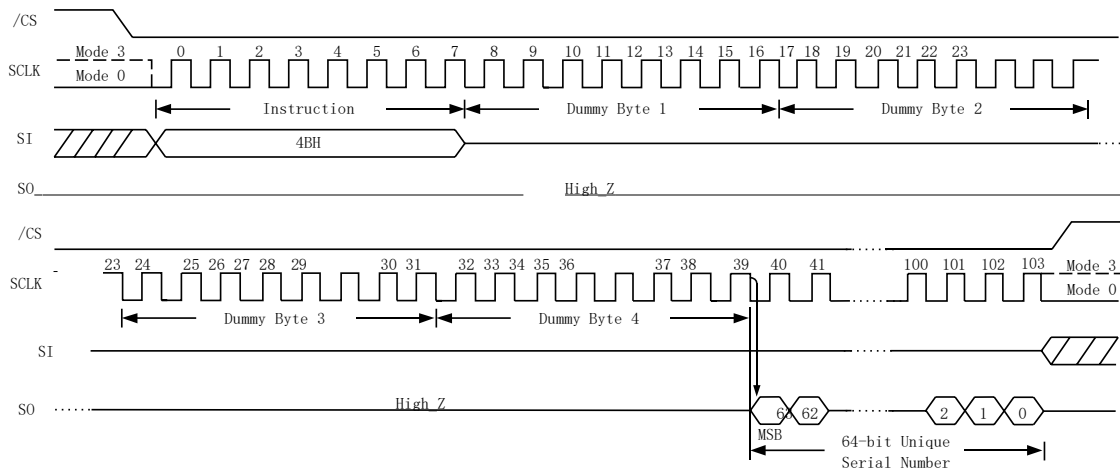 /CS
Mode 3 0 1 2 3 4 5 6 7 8 9 10 11 12 13 14 15 16 17 18 19 20 21 22 23
SCLK
Mode 0
Instruction Dummy Byte 1 Dummy Byte 2
SI 4BH
SO High_Z
/CS
23 24 25 26 27 28 29 30 31 32 33 34 35 36 37 38 39 40 41 100 101 102 103 Mode 3
SCLK
Mode 0
Dummy Byte 3 Dummy Byte 4
SI
High_Z
SO 63 62 2 1 0
MSB
64-bit Unique
Serial Number